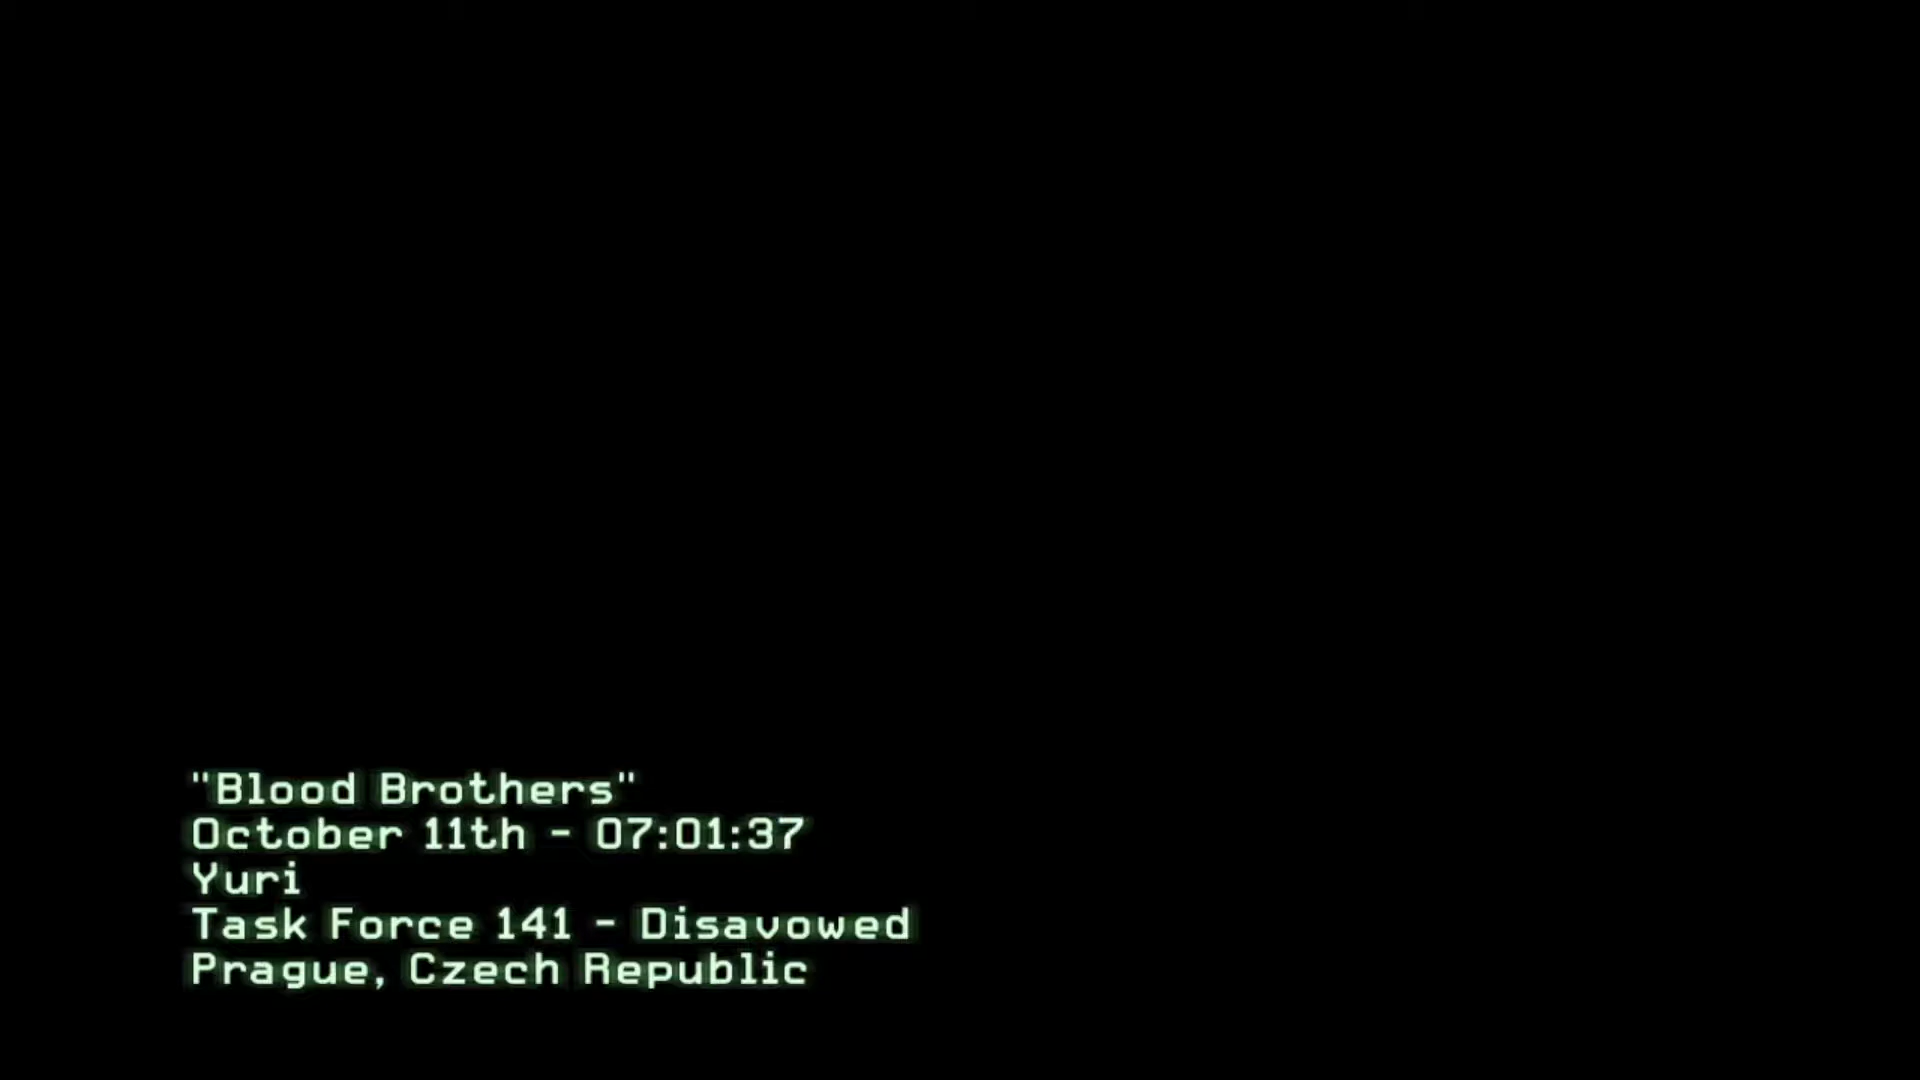 "Blood Brothers"
October 11th - 07:01:37
Yuri
Task Force 141 - Disavowed
Prague, Czech Republic